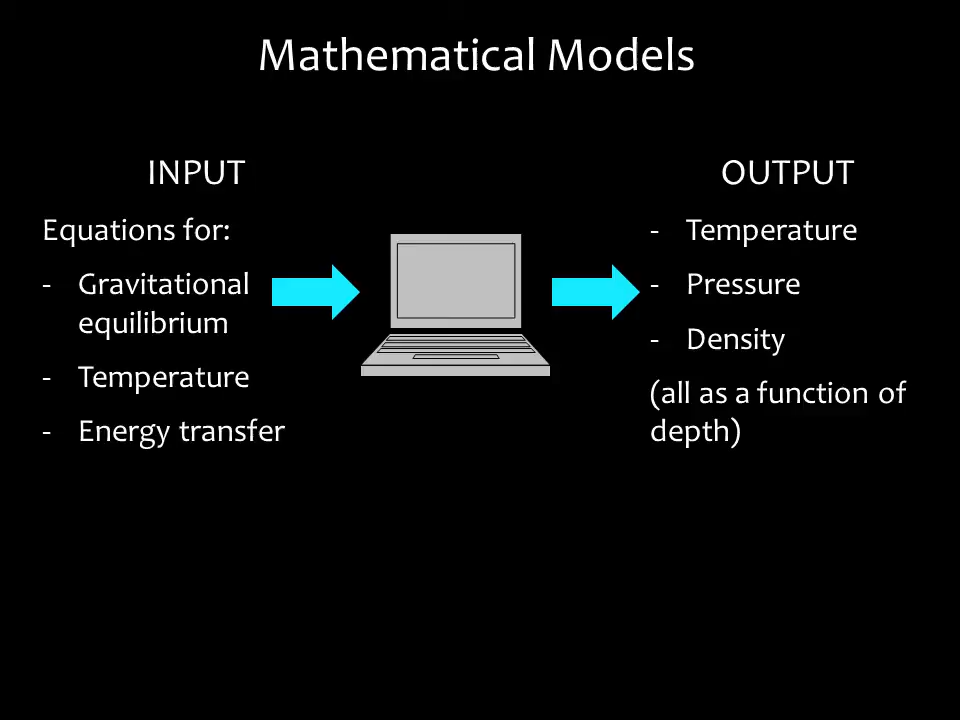 Mathematical Models
INPUT
Equations for:
- Gravitational
equilibrium
- Temperature
- Energy transfer
OUTPUT
- Temperature
- Pressure
- Density
(all as a function of
depth)